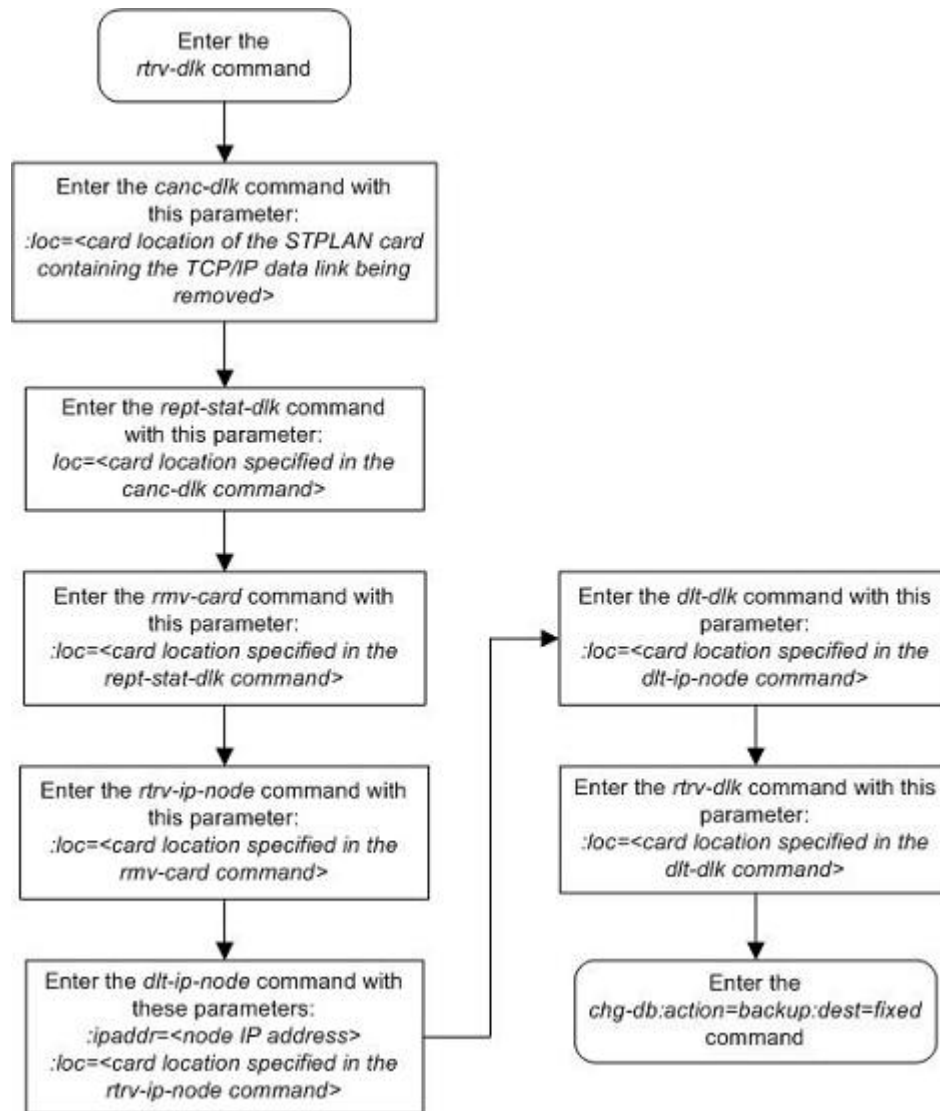 Enter the
rtrv-dlk command
Enter the canc-dlk command with
this parameter:
:loc=<card location of the STPLAN card
containing the TCP/IP data link being
removed>
Enter the rept-stat-dlk command
with this parameter:
loc=<card location specified in the
canc-dlk command>
Enter the rmv-card command with
this parameter:
:loc=<card location specified in the
rept-stat-dlk command>
Enter the rtrv-ip-node command with
this parameter:
:loc=<card location specified in the
rmv-card command>
Enter the dlt-ip-node command with
these parameters:
:ipaddr=<node IP address>
:loc=<card location specified in the
rtrv-ip-node command>
Enter the dlt-dlk command with this
parameter:
:loc=<card location specified in the
dlt-ip-node command>
Enter the rtrv-dlk command with this
parameter:
:loc=<card location specified in the
dlt-dlk command>
Enter the
chg-db:action=backup:dest=fixed
command